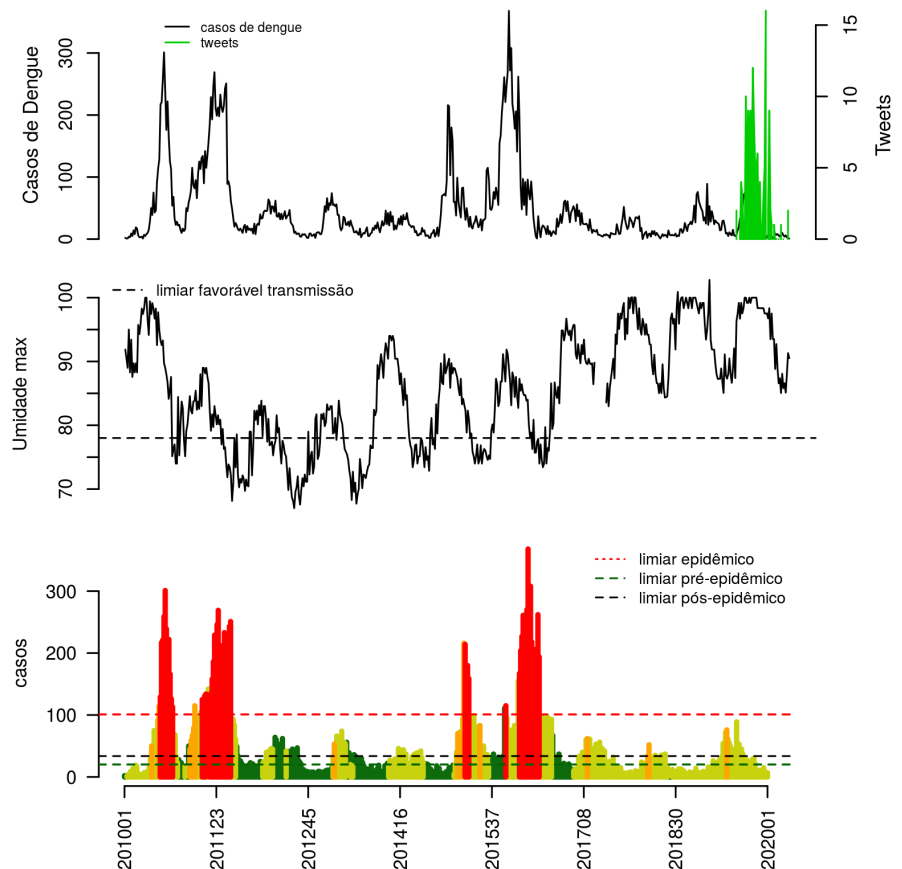 casos de dengue
tweets
Casos de Dengue
0 100 200 300
Tweets
0 5 10 15
limiar favorável transmissão
Umidade max
70 80 90 100
limiar epidêmico
limiar pré-epidêmico
limiar pós-epidêmico
casos
0 100 200 300
201001 201123 201245 201416 201537 201708 201830 202001